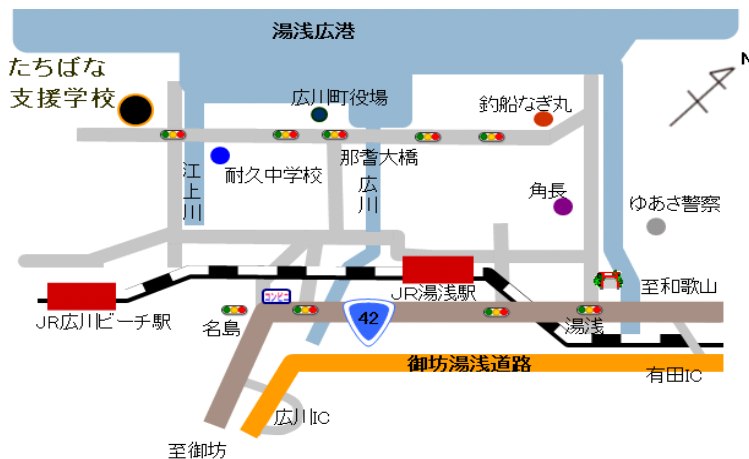 湯浅広港
N
たちばな
支援学校
広川町役場
釣船なぎ丸
那耆大橋
耐久中学校
江上川
広川
角長
ゆあさ警察
JR広川ビーチ駅
コンビニ
JR湯浅駅
至和歌山
名島
42
湯浅
御坊湯浅道路
有田IC
広川IC
至御坊